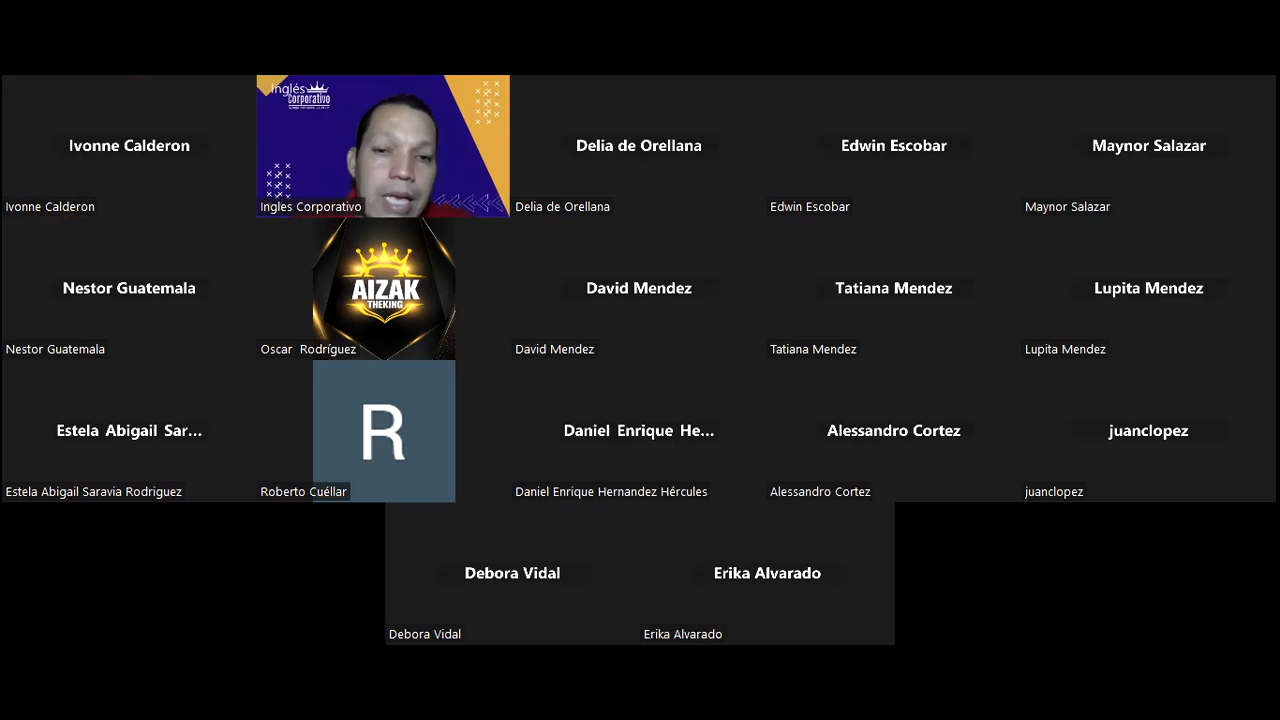 Ivonne Calderon
Ivonne Calderon
Inglés
Corporativo
Ingles Corporativo
Delia de Orellana
Delia de Orellana
Edwin Escobar
Edwin Escobar
Maynor Salazar
Maynor Salazar
Nestor Guatemala
Nestor Guatemala
AIZAK
THEKING
Oscar Rodríguez
David Mendez
David Mendez
Tatiana Mendez
Tatiana Mendez
Lupita Mendez
Lupita Mendez
Estela Abigail Sar...
Estela Abigail Saravia Rodriguez
R
Roberto Cuéllar
Daniel Enrique He...
Daniel Enrique Hernandez Hércules
Alessandro Cortez
Alessandro Cortez
juanclopez
juanclopez
Debora Vidal
Debora Vidal
Erika Alvarado
Erika Alvarado